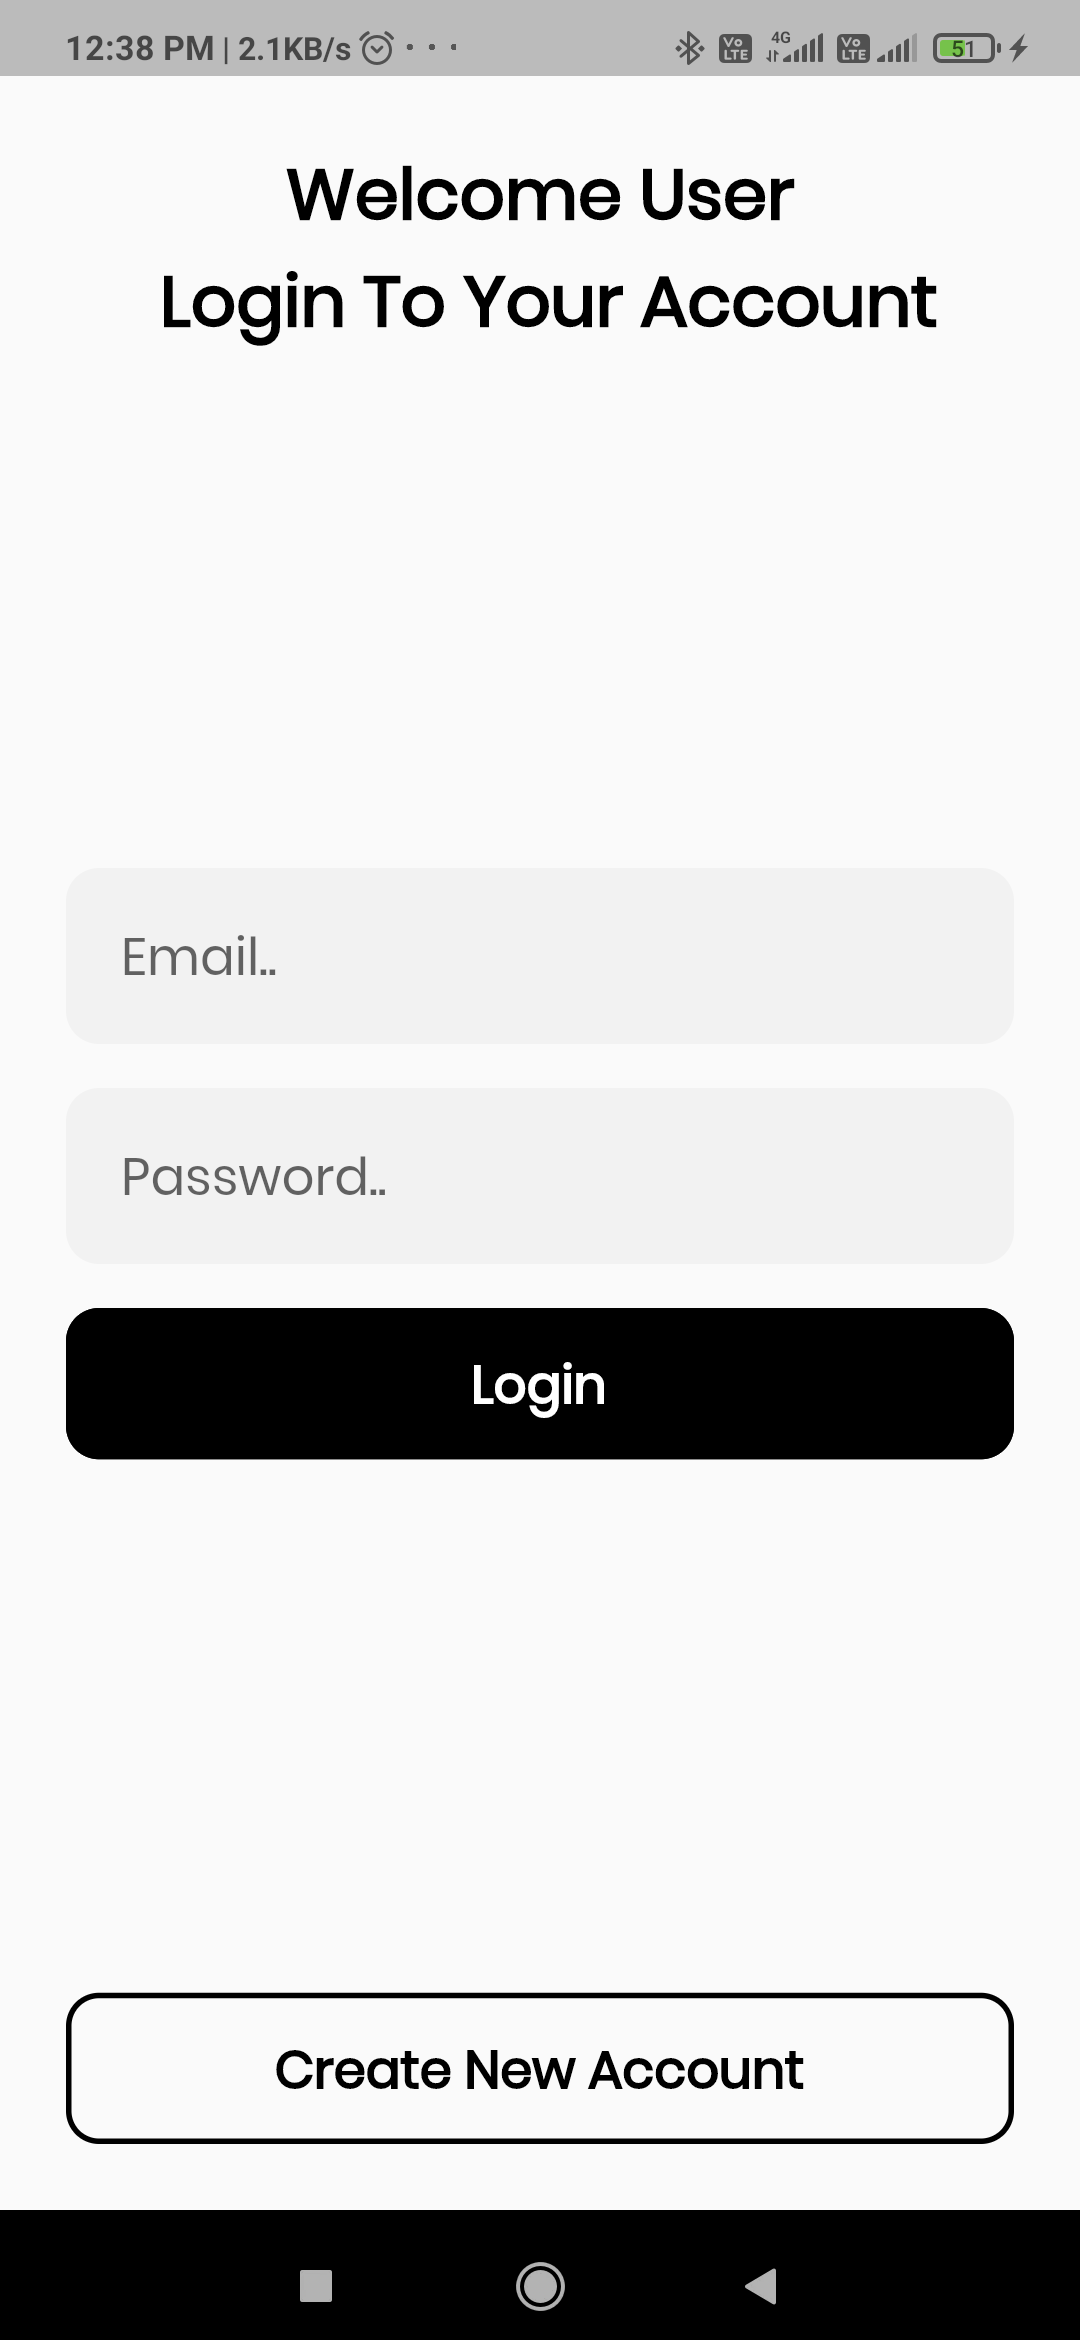 12:38 PM | 2.1KB/s
Vo LTE 4G Vo LTE 51
Welcome User
Login To Your Account
Email..
Password..
Login
Create New Account